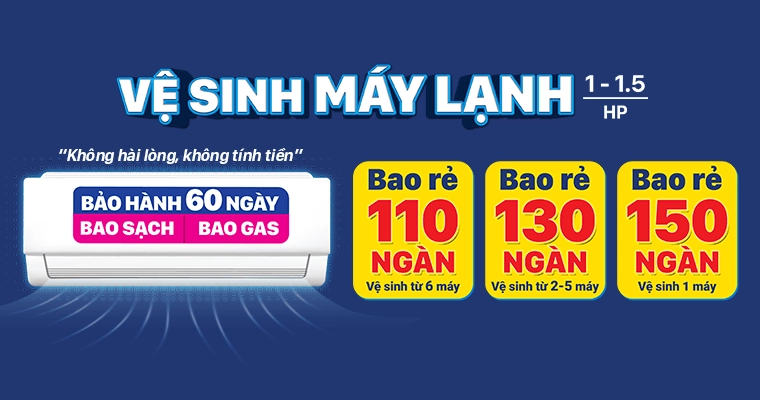 VỆ SINH MÁY LẠNH 1 - 1.5
HP
"Không hài lòng, không tính tiền"
BẢO HÀNH 60 NGÀY
BAO SẠCH BAO GAS
Bao rẻ
110
NGÀN
Vệ sinh từ 6 máy
Bao rẻ
130
NGÀN
Vệ sinh từ 2-5 máy
Bao rẻ
150
NGÀN
Vệ sinh 1 máy